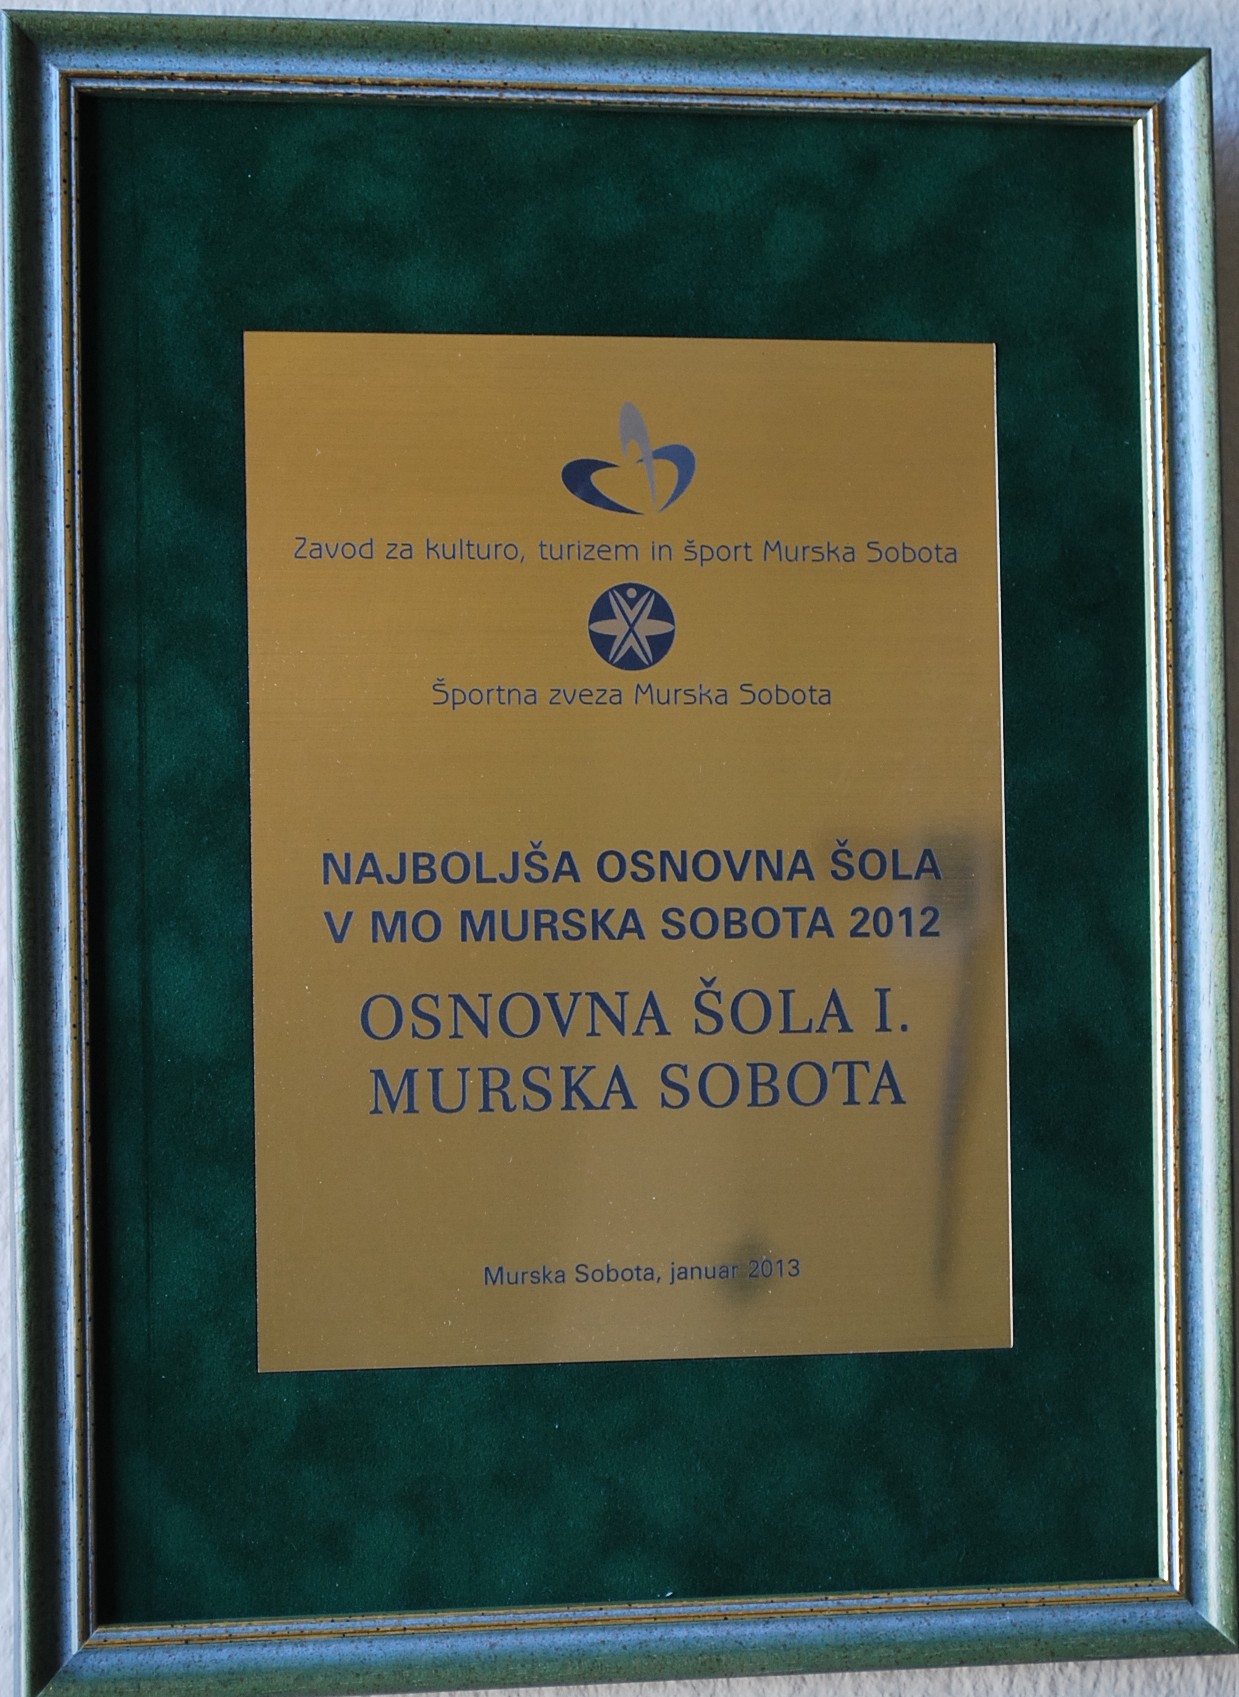 Zavod za kulturo, turizem in šport Murska Sobota
Športna zveza Murska Sobota
NAJBOLJŠA OSNOVNA ŠOLA
V MO MURSKA SOBOTA 2012
OSNOVNA ŠOLA I.
MURSKA SOBOTA
Murska Sobota, januar 2013